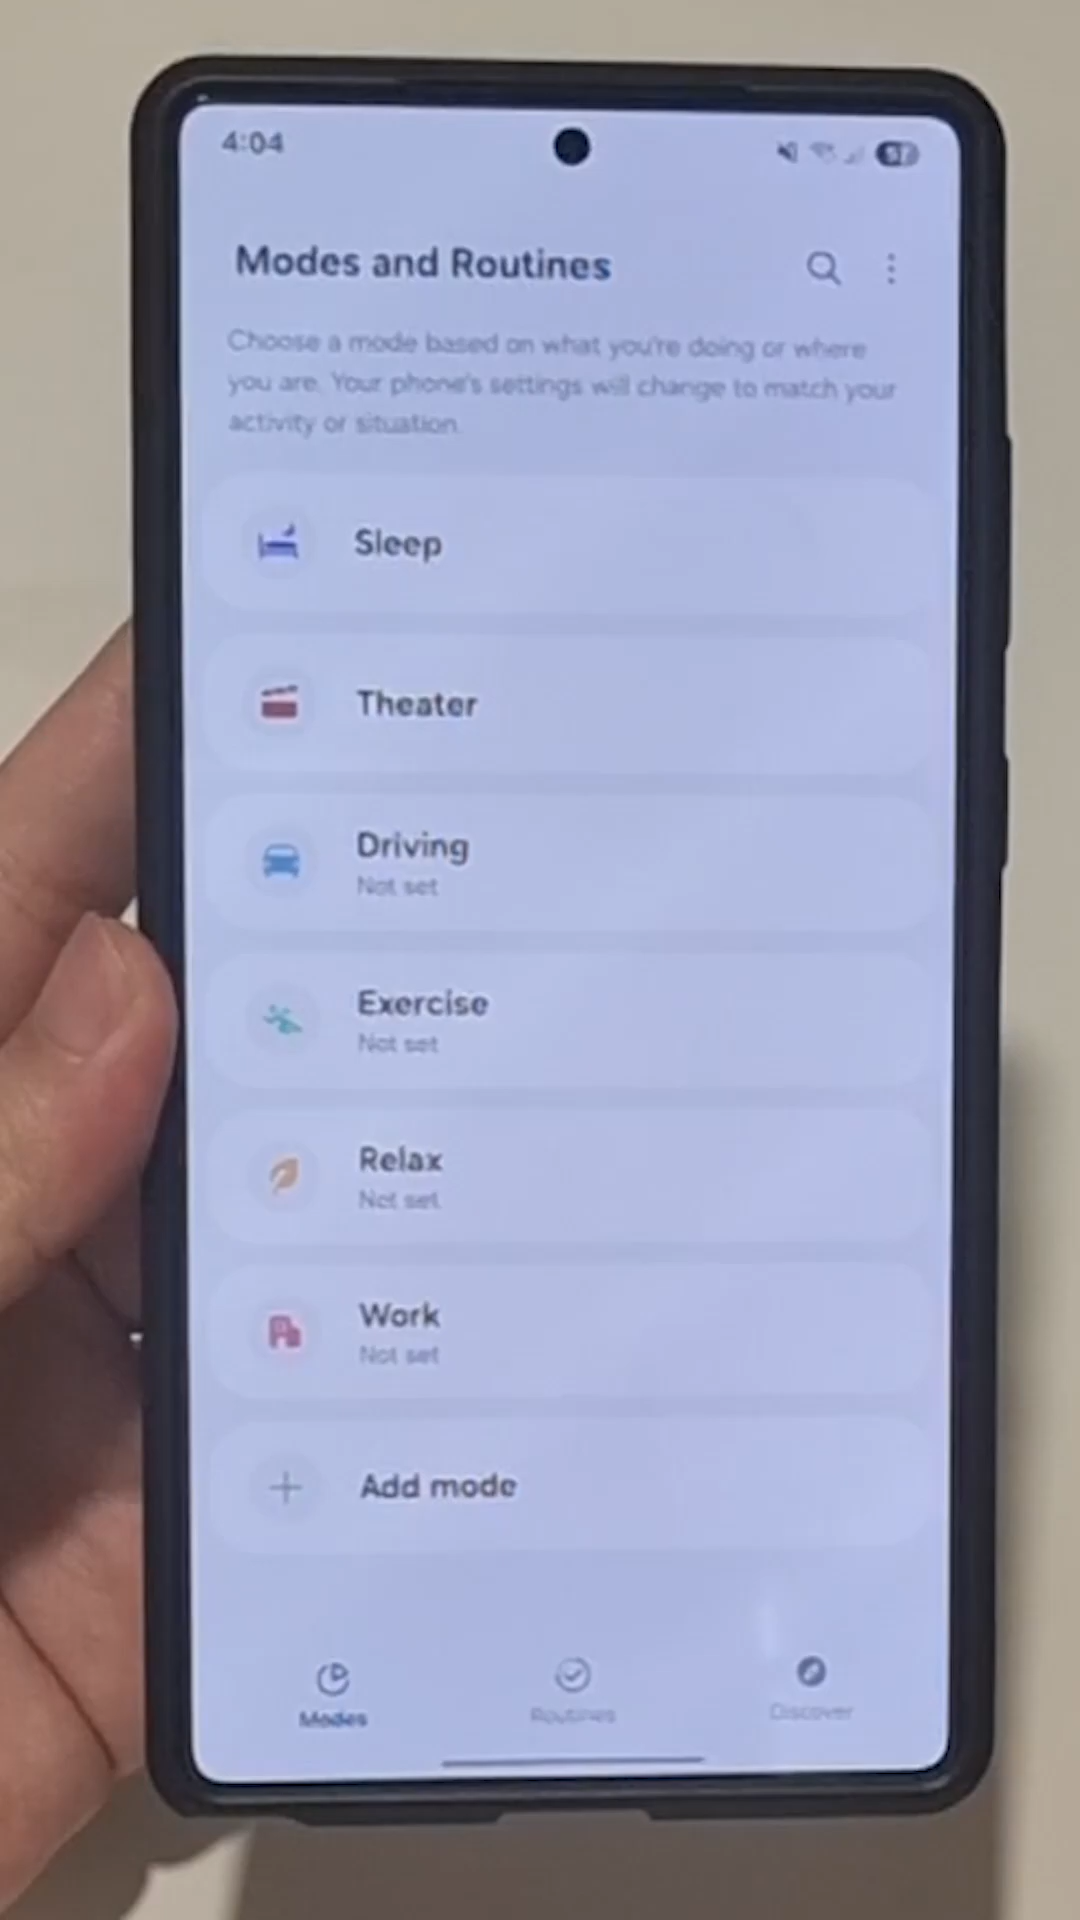 4:04
57
Modes and Routines
Choose a mode based on what you're doing or where
you are. Your phone's settings will change to match your
activity or situation.
Sleep
Theater
Driving
Not set
Exercise
Not set
Relax
Not set
Work
Not set
Add mode
Modes
Routines
Discover